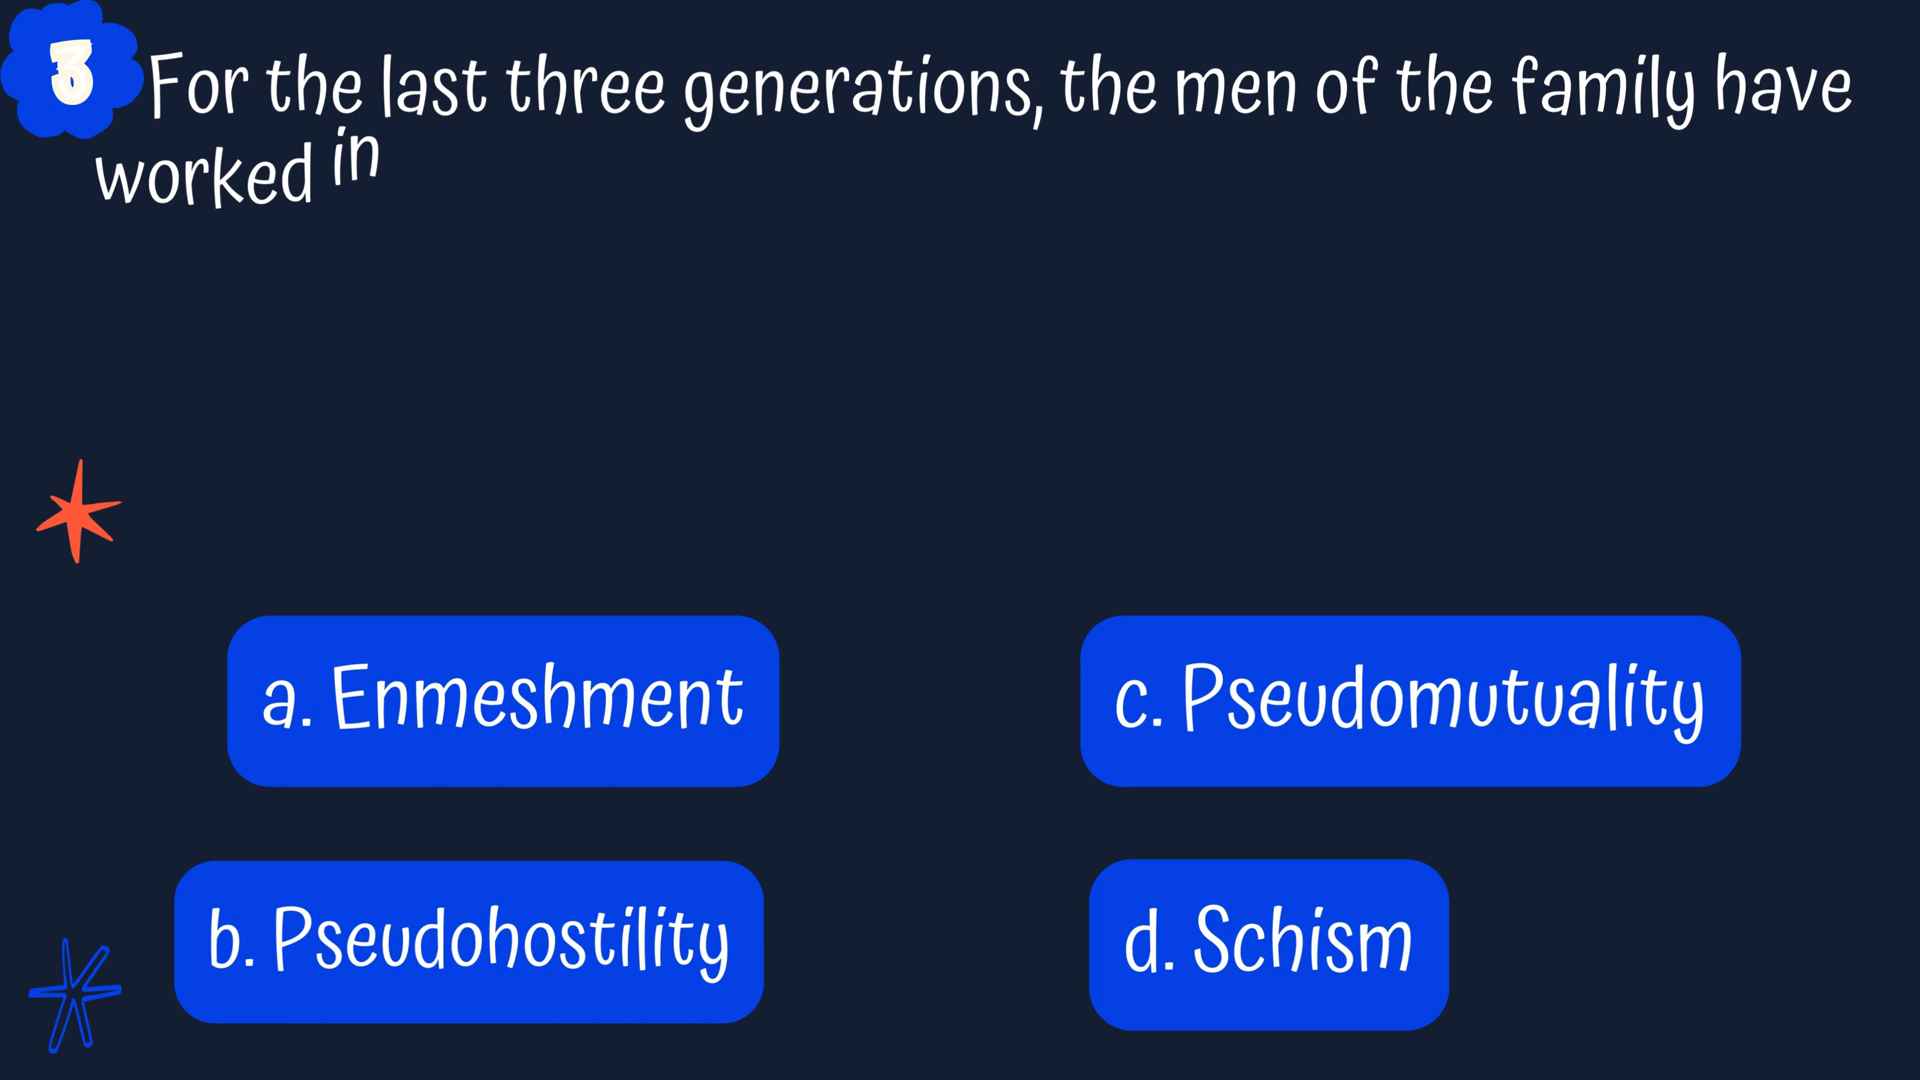 3 For the last three generations, the men of the family have
worked in
a. Enmeshment
c. Pseudomutuality
b. Pseudohostility
d. Schism